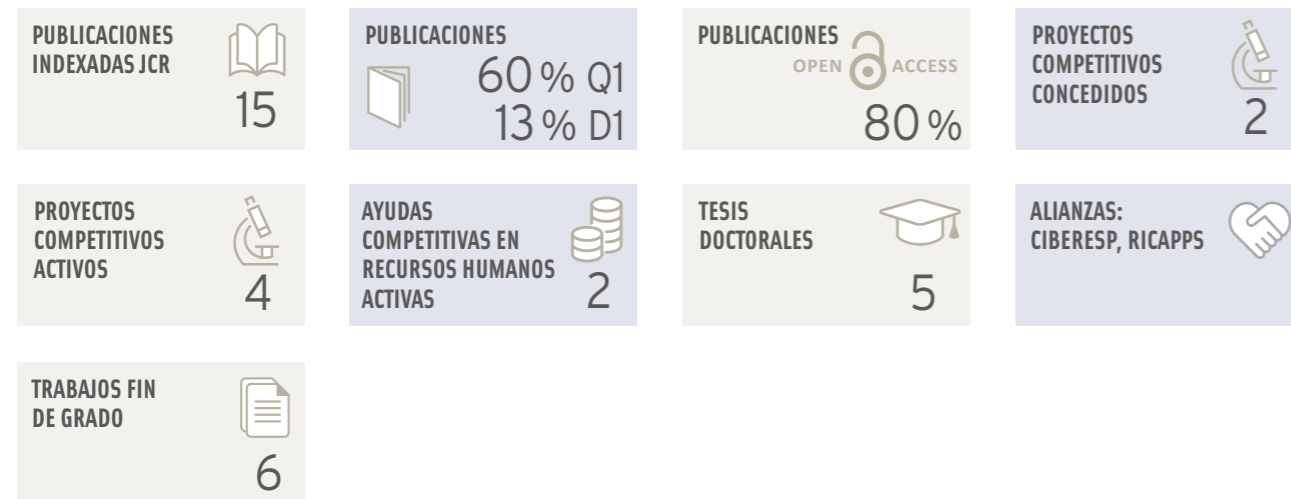 PUBLICACIONES
INDEXADAS JCR
15
PUBLICACIONES
60 % Q1
13 % D1
PUBLICACIONES
OPEN ACCESS
80 %
PROYECTOS
COMPETITIVOS
CONCEDIDOS
2
PROYECTOS
COMPETITIVOS
ACTIVOS
4
AYUDAS
COMPETITIVAS EN
RECURSOS HUMANOS
ACTIVAS
2
TESIS
DOCTORALES
5
ALIANZAS:
CIBERESP, RICAPPS
TRABAJOS FIN
DE GRADO
6